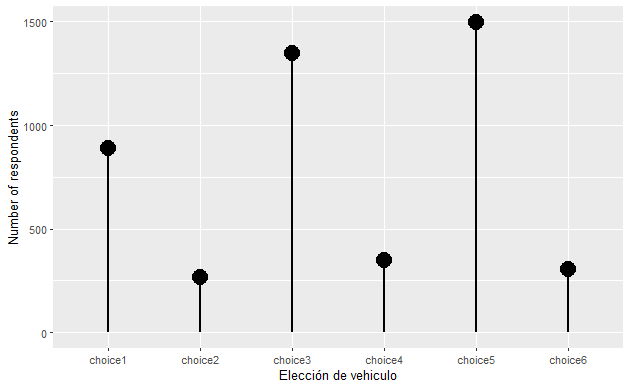 1500
1000
500
0
Number of respondents
choice1 choice2 choice3 choice4 choice5 choice6
Elección de vehiculo